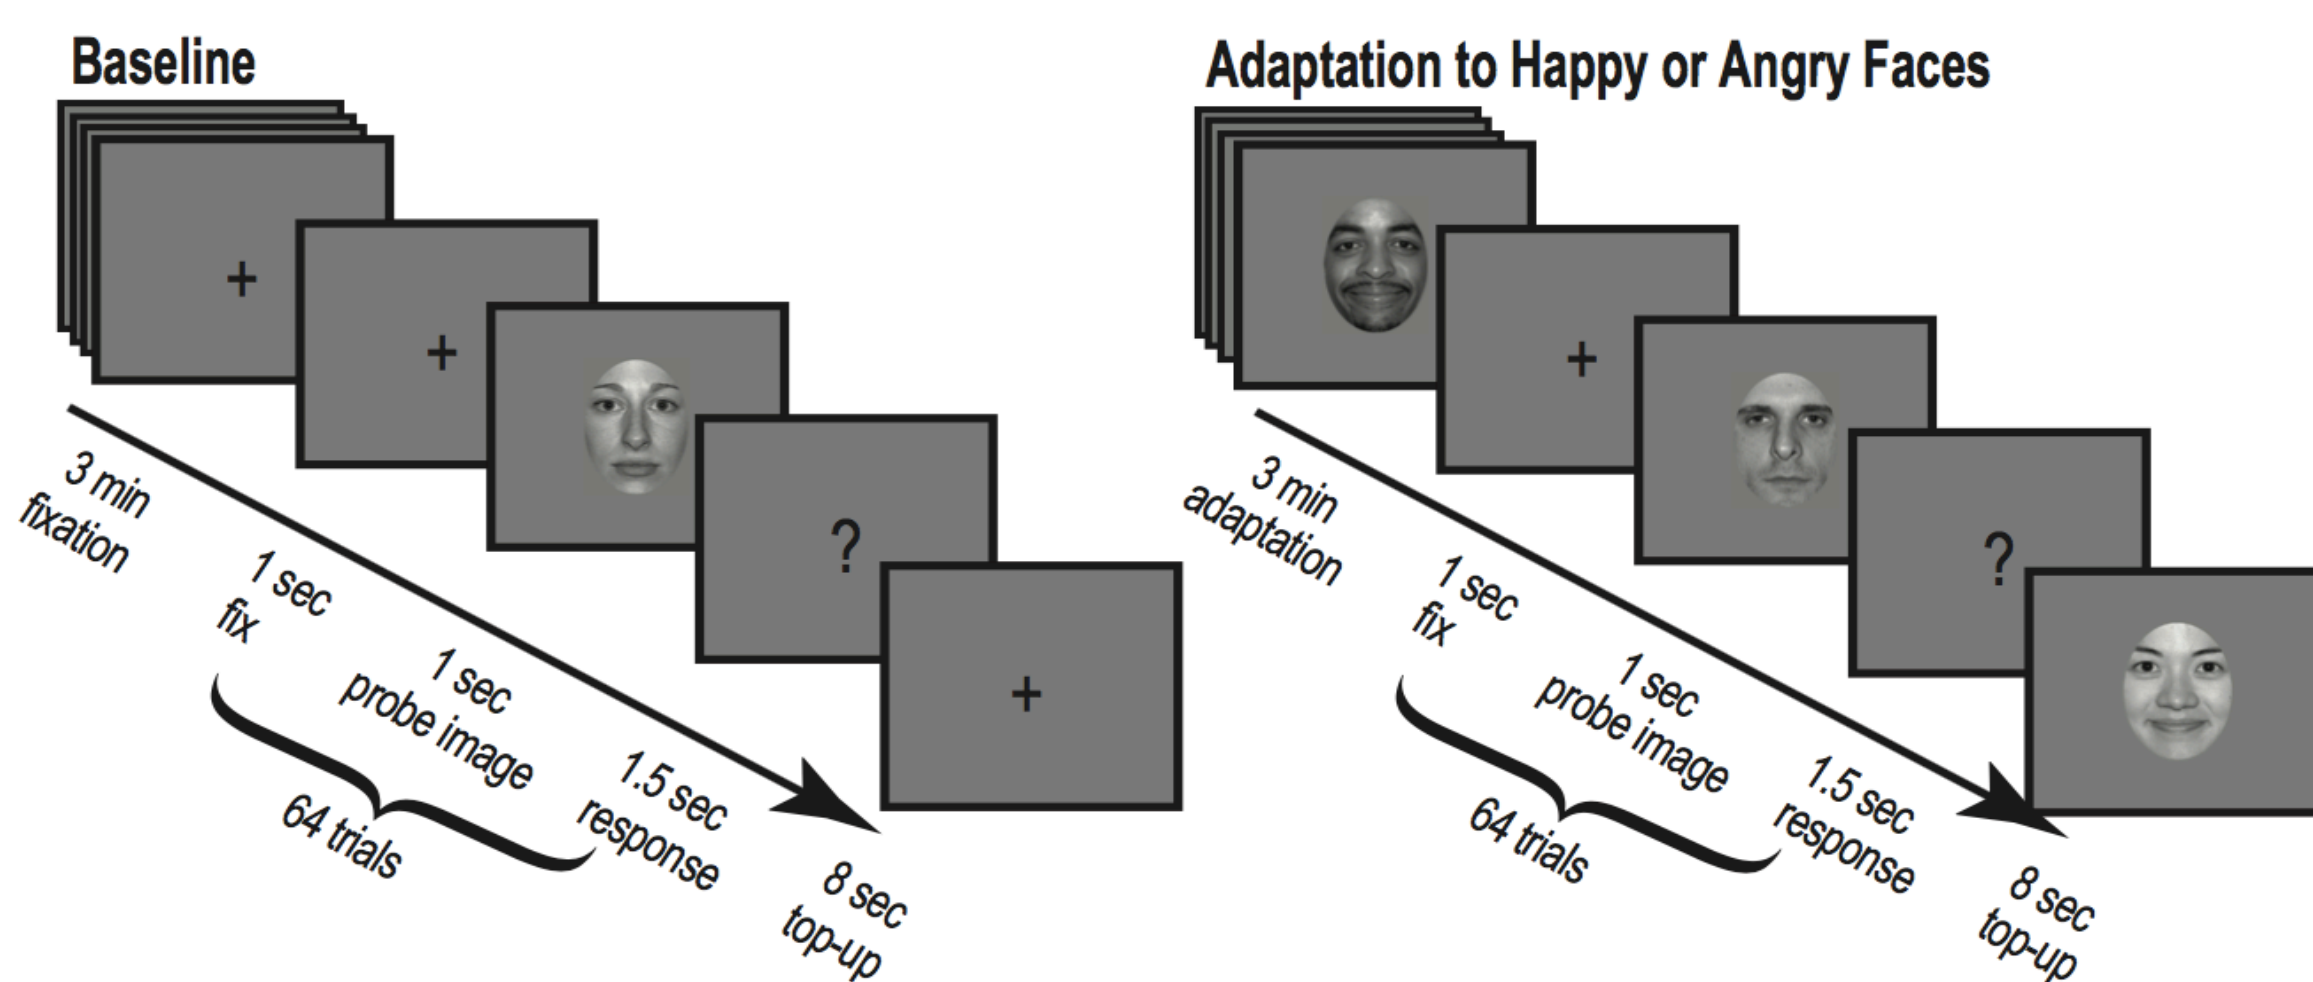 Baseline
+
+
?
+
3 min
fixation
1 sec
fix
1 sec
probe image
1.5 sec
response
8 sec
top-up
64 trials
Adaptation to Happy or Angry Faces
+
?
3 min
adaptation
1 sec
fix
1 sec
probe image
1.5 sec
response
8 sec
top-up
64 trials